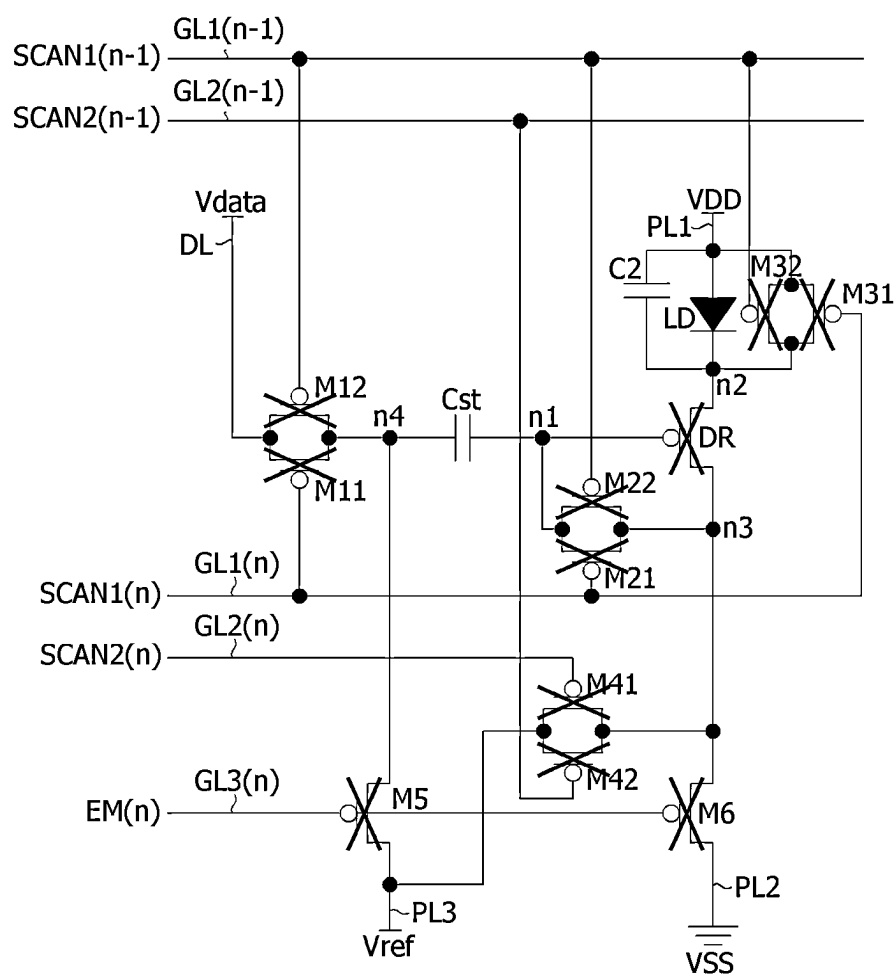 GL1(n-1)
SCAN1(n-1)
GL2(n-1)
SCAN2(n-1)
Vdata
DL
VDD
PL1
C2
M32
M31
LD
n2
M12
n4
Cst
n1
DR
M11
M22
n3
M21
GL1(n)
SCAN1(n)
GL2(n)
SCAN2(n)
M41
M42
GL3(n)
EM(n)
M5
M6
PL3
PL2
Vref
VSS